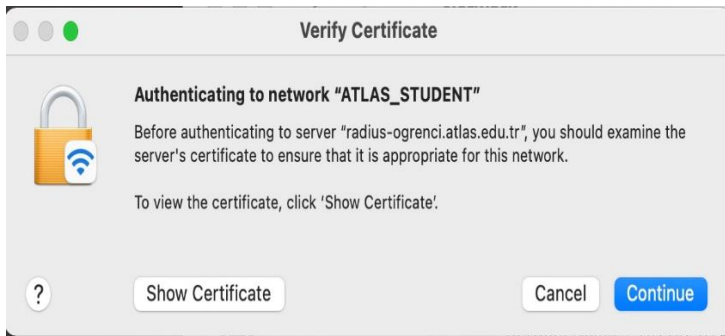 Verify Certificate
Authenticating to network “ATLAS_STUDENT”
Before authenticating to server “radius-ogrenci.atlas.edu.tr”, you should examine the
server's certificate to ensure that it is appropriate for this network.
To view the certificate, click ‘Show Certificate’.
?
Show Certificate
Cancel
Continue